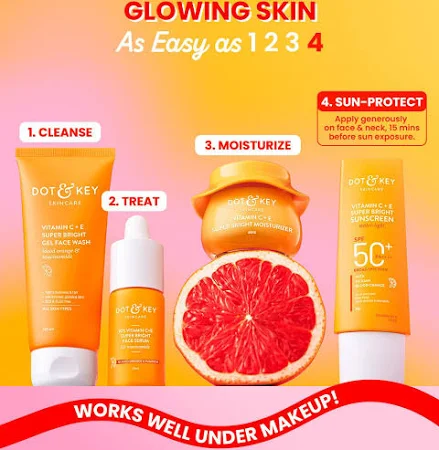 GLOWING SKIN
As Easy as 1 2 3 4
1. CLEANSE
DOT & KEY
SKINCARE
VITAMIN C + E
SUPER BRIGHT
GEL FACE WASH
2. TREAT
DOT & KEY
SKINCARE
VITAMIN C+E
SUPER BRIGHT
FACE SERUM
3. MOISTURIZE
DOT & KEY
VITAMIN C + E
SUPER BRIGHT MOISTURIZER
4. SUN-PROTECT
Apply generously
on face & neck, 15 mins
before sun exposure.
DOT & KEY
SKINCARE
VITAMIN C + E
SUPER BRIGHT
SUNSCREEN
SPF
50+
WORKS WELL UNDER MAKEUP!